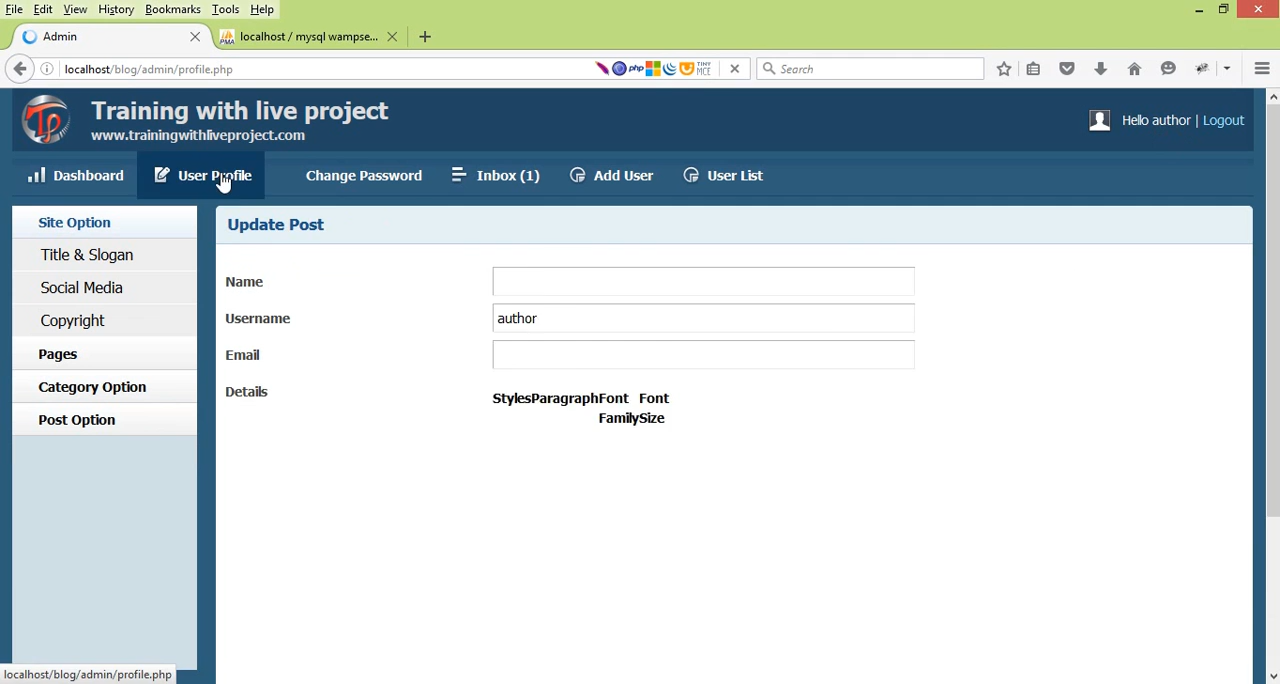 File Edit View History Bookmarks Tools Help
Admin localhost / mysql wampse...
localhost/blog/admin/profile.php php TINY MCE Search
Training with live project
www.trainingwithliveproject.com
Hello author | Logout
Dashboard User Profile Change Password Inbox (1) Add User User List
Site Option
Title & Slogan
Social Media
Copyright
Pages
Category Option
Post Option
Update Post
Name
Username author
Email
Details StylesParagraphFont Font
FamilySize
localhost/blog/admin/profile.php